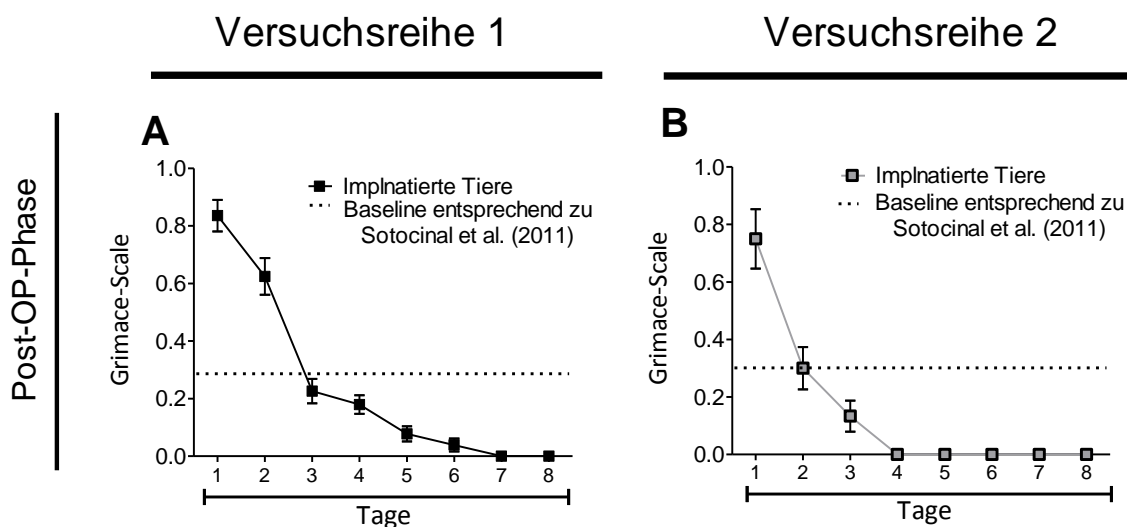 Versuchsreihe 1
Versuchsreihe 2
Post-OP-Phase
A
Grimace-Scale
1.0
0.8
0.6
0.4
0.2
0.0
Implnatierte Tiere
Baseline entsprechend zu
Sotocinal et al. (2011)
1 2 3 4 5 6 7 8
Tage
B
Grimace-Scale
1.0
0.8
0.6
0.4
0.2
0.0
Implnatierte Tiere
Baseline entsprechend zu
Sotocinal et al. (2011)
1 2 3 4 5 6 7 8
Tage